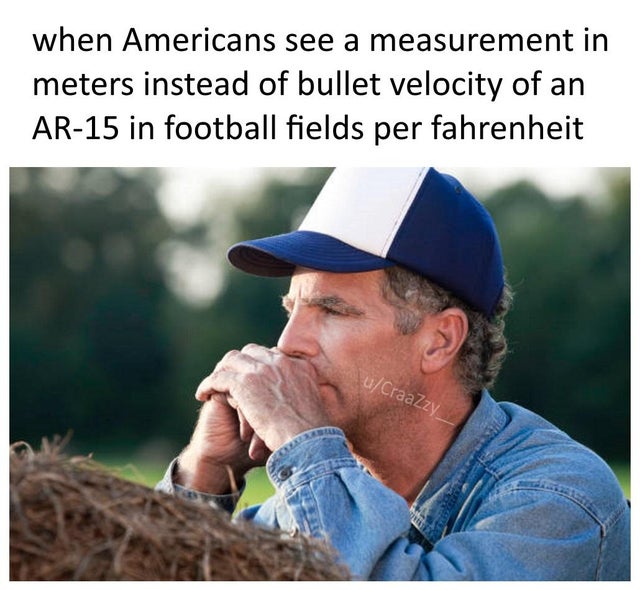 when Americans see a measurement in
meters instead of bullet velocity of an
AR-15 in football fields per fahrenheit
u/CraaZzy__